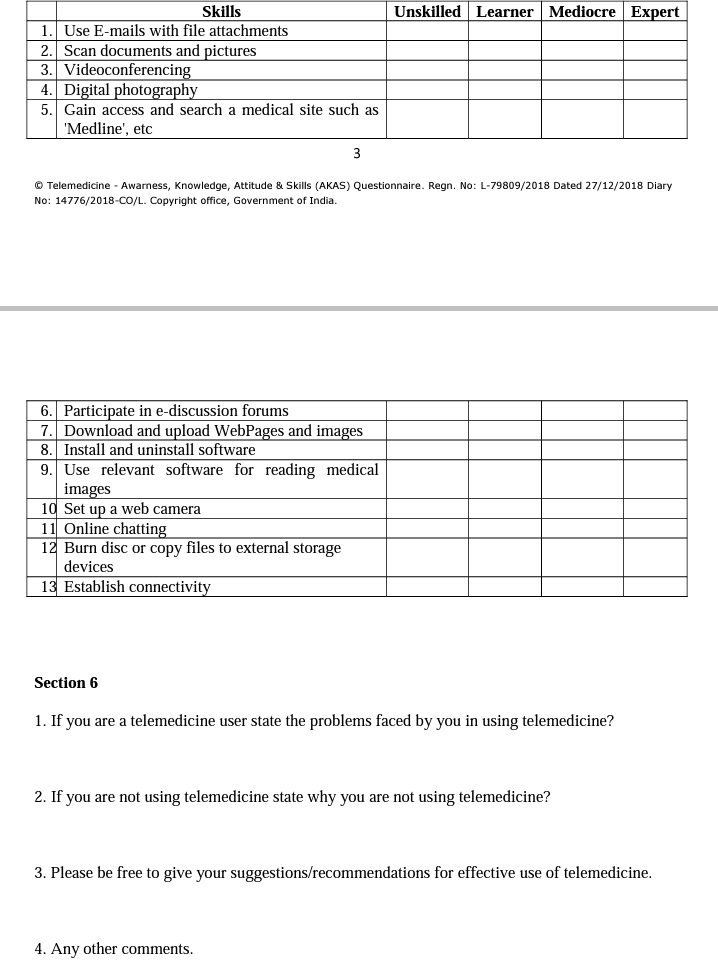 Skills Unskilled Learner Mediocre Expert
1. Use E-mails with file attachments
2. Scan documents and pictures
3. Videoconferencing
4. Digital photography
5. Gain access and search a medical site such as
'Medline', etc
3
© Telemedicine - Awarness, Knowledge, Attitude & Skills (AKAS) Questionnaire. Regn. No: L-79809/2018 Dated 27/12/2018 Diary
No: 14776/2018-CO/L. Copyright office, Government of India.
6. Participate in e-discussion forums
7. Download and upload WebPages and images
8. Install and uninstall software
9. Use relevant software for reading medical
images
10 Set up a web camera
11 Online chatting
12 Burn disc or copy files to external storage
devices
13 Establish connectivity
Section 6
1. If you are a telemedicine user state the problems faced by you in using telemedicine?
2. If you are not using telemedicine state why you are not using telemedicine?
3. Please be free to give your suggestions/recommendations for effective use of telemedicine.
4. Any other comments.